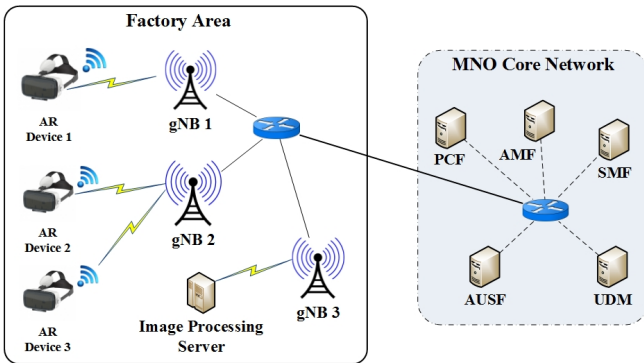 Factory Area
AR
Device 1
gNB 1
AR
Device 2
gNB 2
AR
Device 3
Image Processing
Server
gNB 3
MNO Core Network
PCF
AMF
SMF
AUSF
UDM